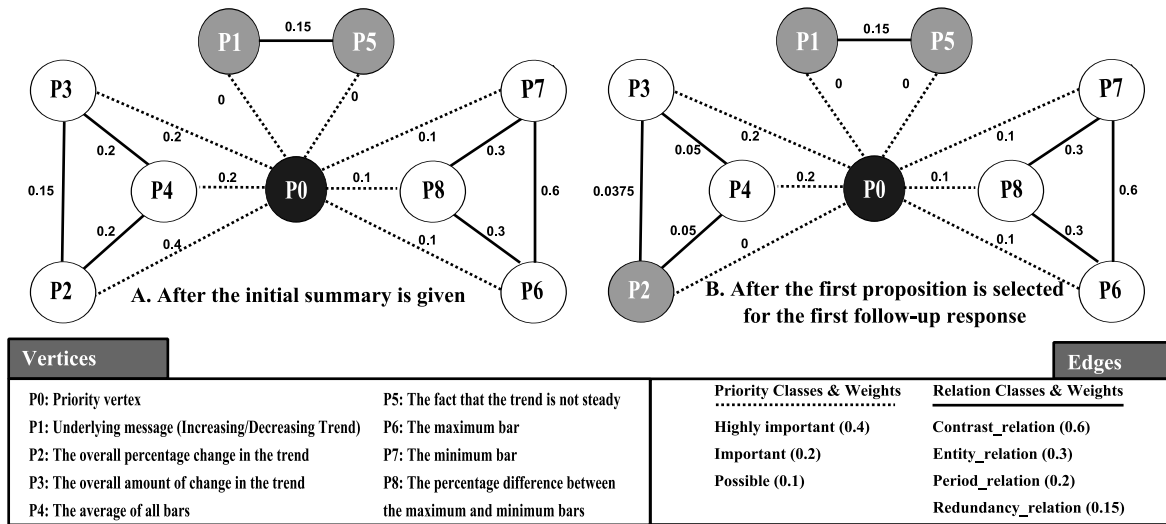 0.15
P1
P5
P3
P7
0
0
0.2
0.1
0.2
0.3
0.15
P4
0.2
P0
0.1
P8
0.6
0.2
0.4
0.1
0.3
P2
P6
A. After the initial summary is given
0.15
P1
P5
P3
P7
0
0
0.2
0.1
0.05
0.3
0.0375
P4
0.2
P0
0.1
P8
0.6
0.05
0
0.1
0.3
P2
P6
B. After the first proposition is selected
for the first follow-up response
Vertices
P0: Priority vertex
P1: Underlying message (Increasing/Decreasing Trend)
P2: The overall percentage change in the trend
P3: The overall amount of change in the trend
P4: The average of all bars
P5: The fact that the trend is not steady
P6: The maximum bar
P7: The minimum bar
P8: The percentage difference between
the maximum and minimum bars
Edges
Priority Classes & Weights
Highly important (0.4)
Important (0.2)
Possible (0.1)
Relation Classes & Weights
Contrast_relation (0.6)
Entity_relation (0.3)
Period_relation (0.2)
Redundancy_relation (0.15)